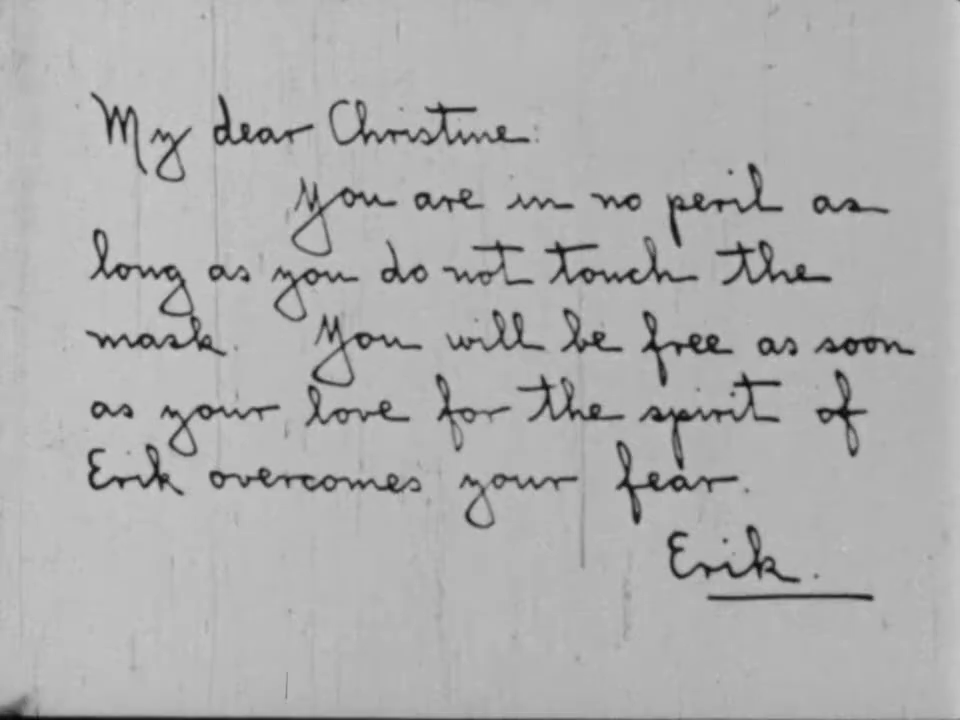 My dear Christine:
You are in no peril as
long as you do not touch the
mask. You will be free as soon
as your love for the spirit of
Erik overcomes your fear.
Erik.